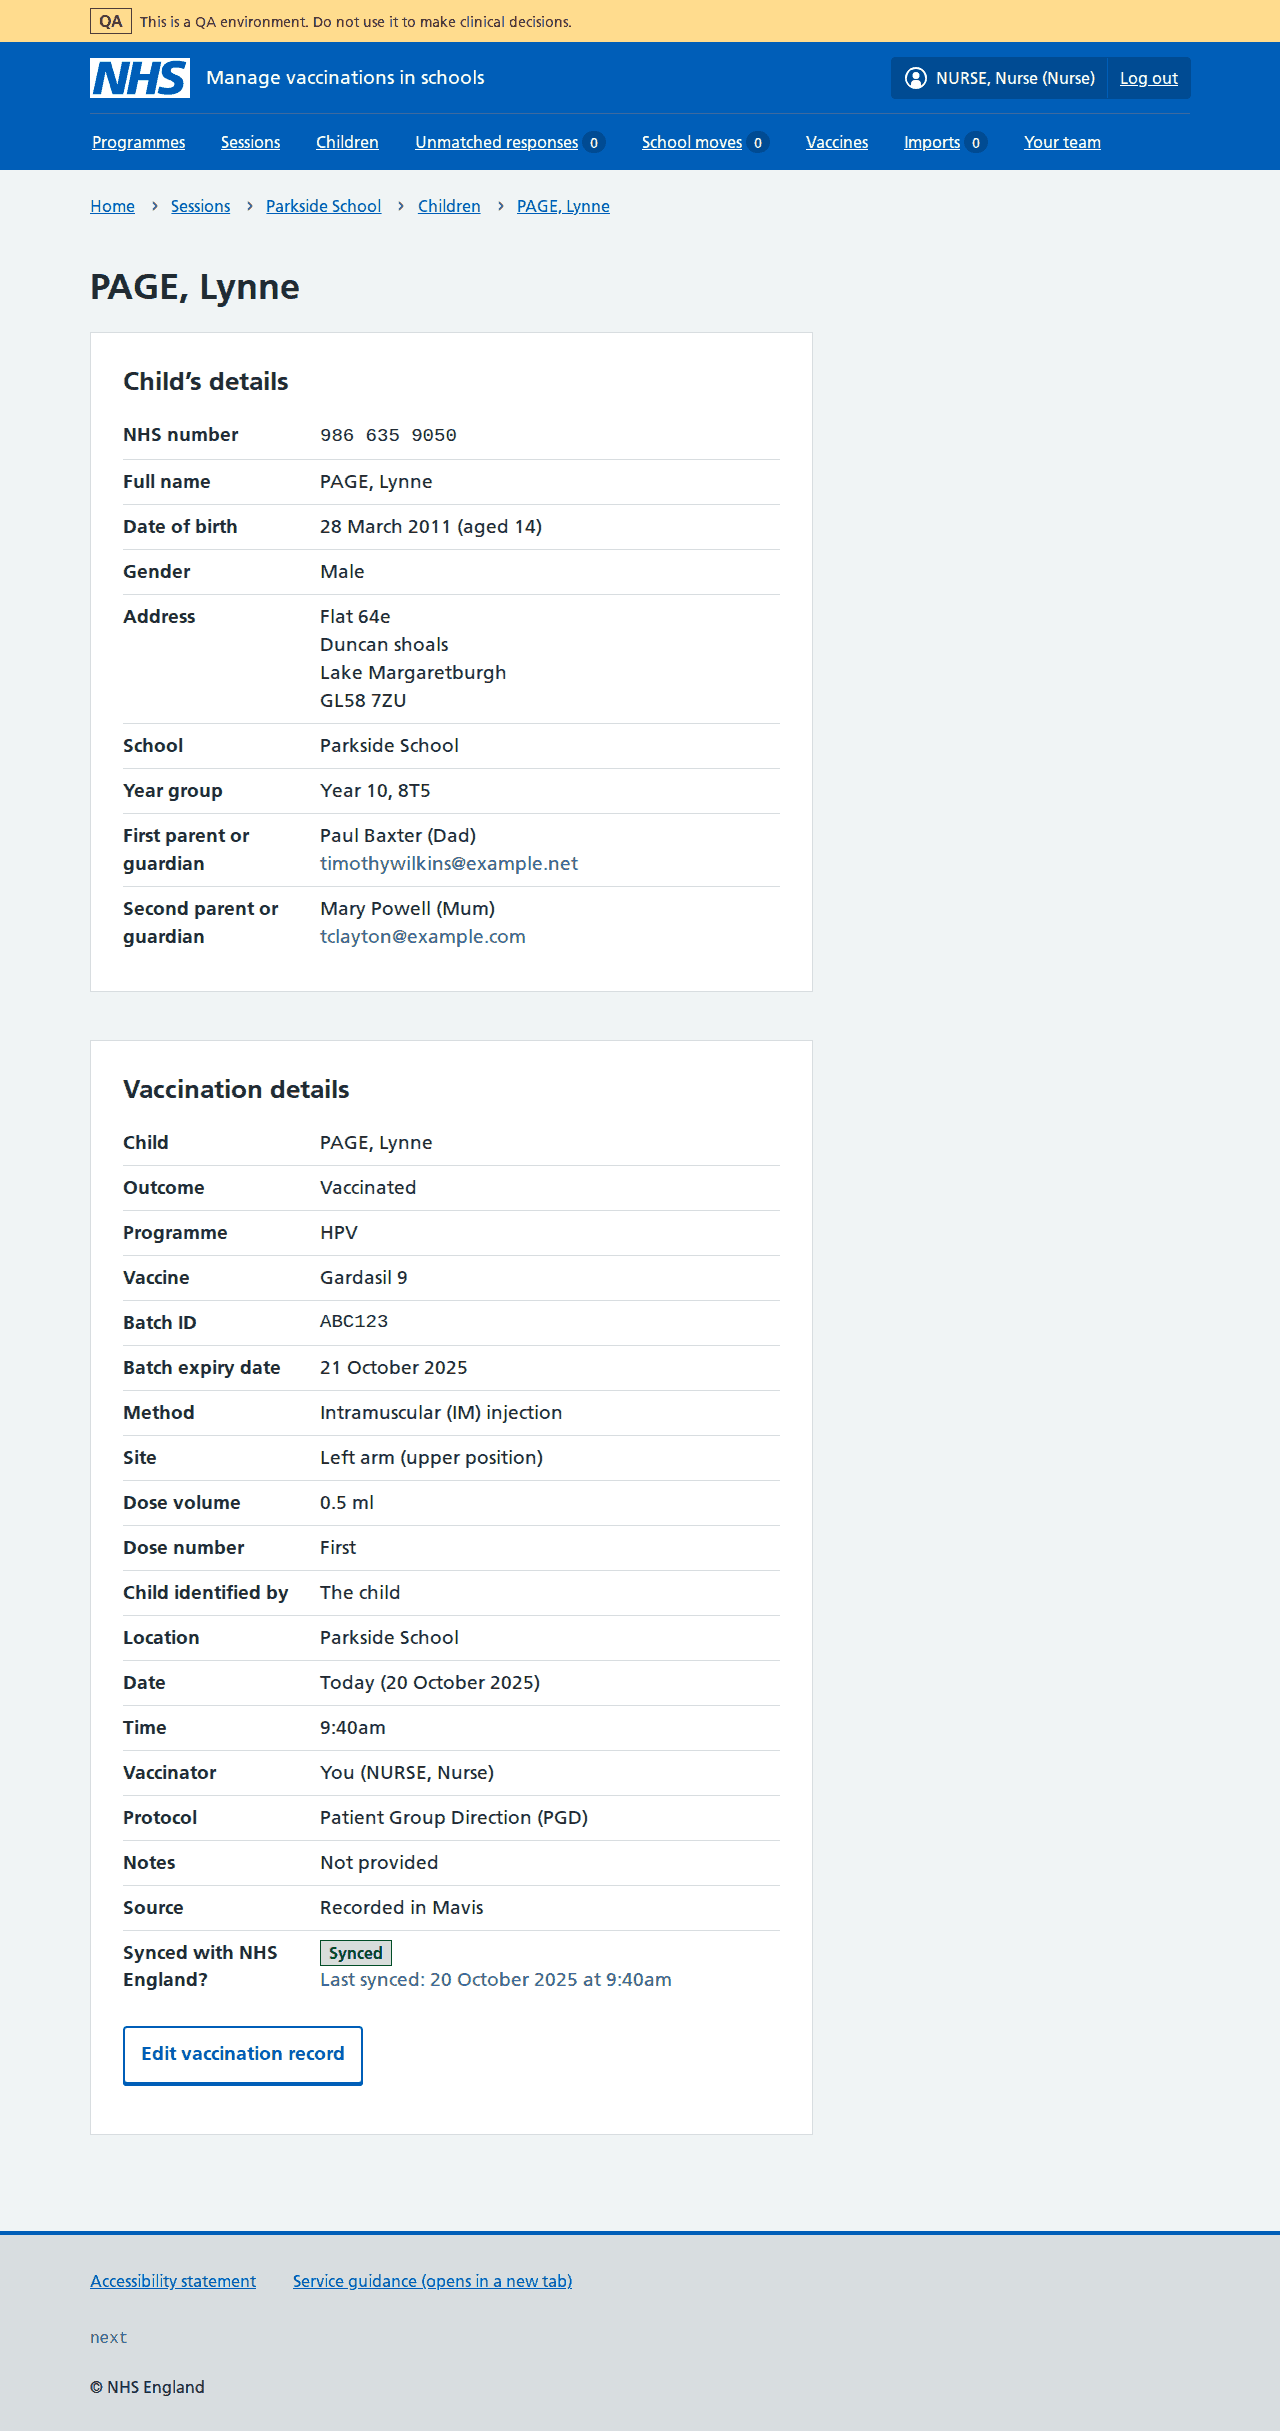 QA This is a QA environment. Do not use it to make clinical decisions.
NHS Manage vaccinations in schools NURSE, Nurse (Nurse) Log out
Programmes Sessions Children Unmatched responses 0 School moves 0 Vaccines Imports 0 Your team
Home › Sessions › Parkside School › Children › PAGE, Lynne
PAGE, Lynne
Child’s details
NHS number 986 635 9050
Full name PAGE, Lynne
Date of birth 28 March 2011 (aged 14)
Gender Male
Address Flat 64e
Duncan shoals
Lake Margaretburgh
GL58 7ZU
School Parkside School
Year group Year 10, 8T5
First parent or Paul Baxter (Dad)
guardian timothywilkins@example.net
Second parent or Mary Powell (Mum)
guardian tclayton@example.com
Vaccination details
Child PAGE, Lynne
Outcome Vaccinated
Programme HPV
Vaccine Gardasil 9
Batch ID ABC123
Batch expiry date 21 October 2025
Method Intramuscular (IM) injection
Site Left arm (upper position)
Dose volume 0.5 ml
Dose number First
Child identified by The child
Location Parkside School
Date Today (20 October 2025)
Time 9:40am
Vaccinator You (NURSE, Nurse)
Protocol Patient Group Direction (PGD)
Notes Not provided
Source Recorded in Mavis
Synced with NHS Synced
England? Last synced: 20 October 2025 at 9:40am
Edit vaccination record
Accessibility statement Service guidance (opens in a new tab)
next
© NHS England